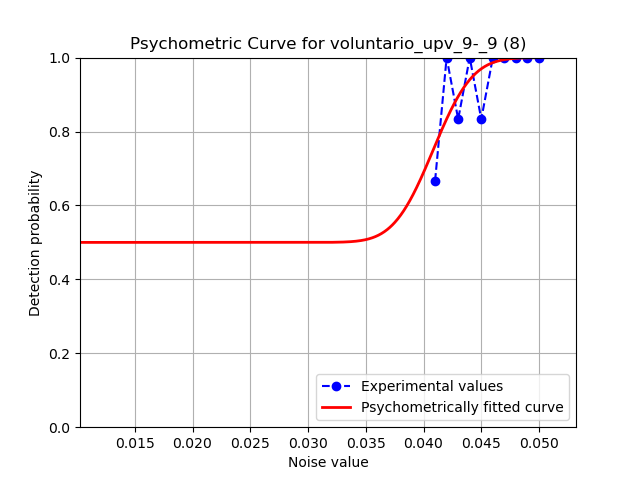 Psychometric Curve for voluntario_upv_9-_9 (8)
1.0
0.8
0.6
0.4
0.2
0.0
Detection probability
Experimental values
Psychometrically fitted curve
0.015 0.020 0.025 0.030 0.035 0.040 0.045 0.050
Noise value